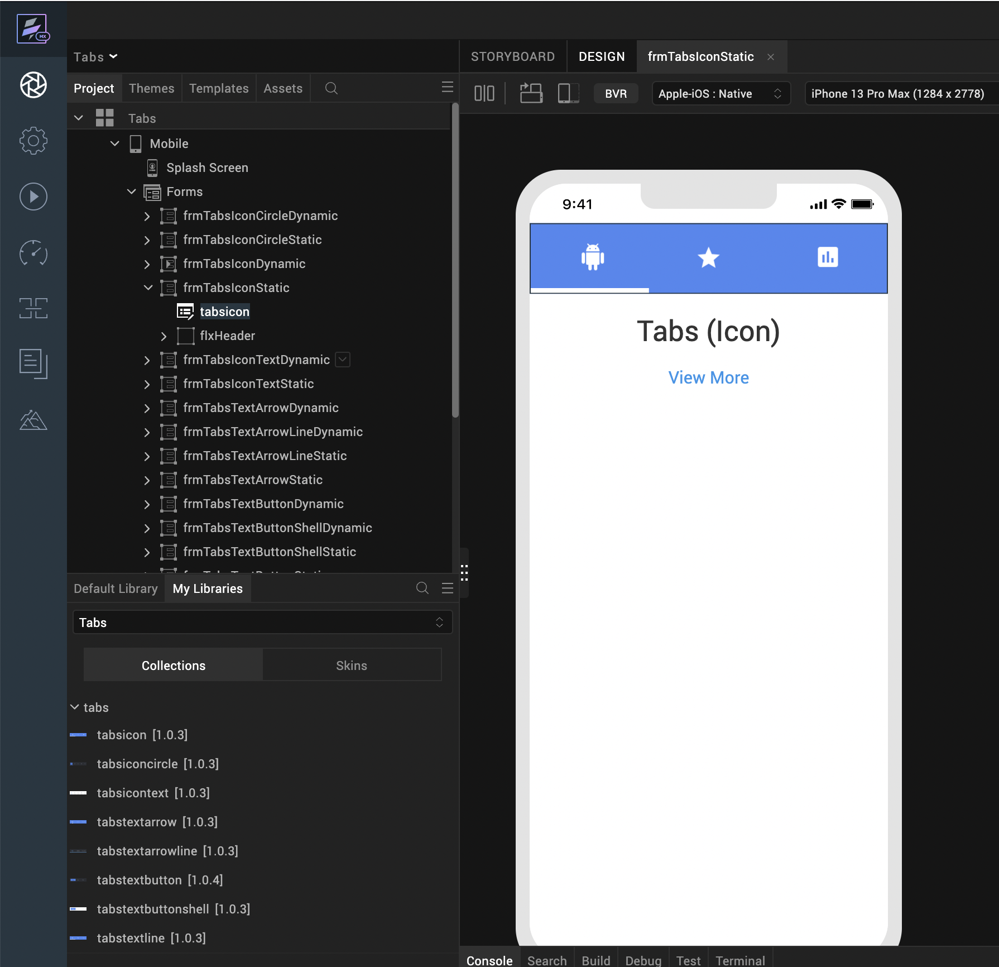 MX
Tabs
Project Themes Templates Assets
Tabs
Mobile
Splash Screen
Forms
frmTabsIconCircleDynamic
frmTabsIconCircleStatic
frmTabsIconDynamic
frmTabsIconStatic
tabsicon
flxHeader
frmTabsIconTextDynamic
frmTabsIconTextStatic
frmTabsTextArrowDynamic
frmTabsTextArrowLineDynamic
frmTabsTextArrowLineStatic
frmTabsTextArrowStatic
frmTabsTextButtonDynamic
frmTabsTextButtonShellDynamic
frmTabsTextButtonShellStatic
Default Library My Libraries
Tabs
Collections Skins
tabs
tabsicon [1.0.3]
tabsiconcircle [1.0.3]
tabsicontext [1.0.3]
tabstextarrow [1.0.3]
tabstextarrowline [1.0.3]
tabstextbutton [1.0.4]
tabstextbuttonshell [1.0.3]
tabstextline [1.0.3]
STORYBOARD DESIGN frmTabsIconStatic
BVR Apple-iOS : Native iPhone 13 Pro Max (1284 x 2778)
9:41
Tabs (Icon)
View More
Console Search Build Debug Test Terminal